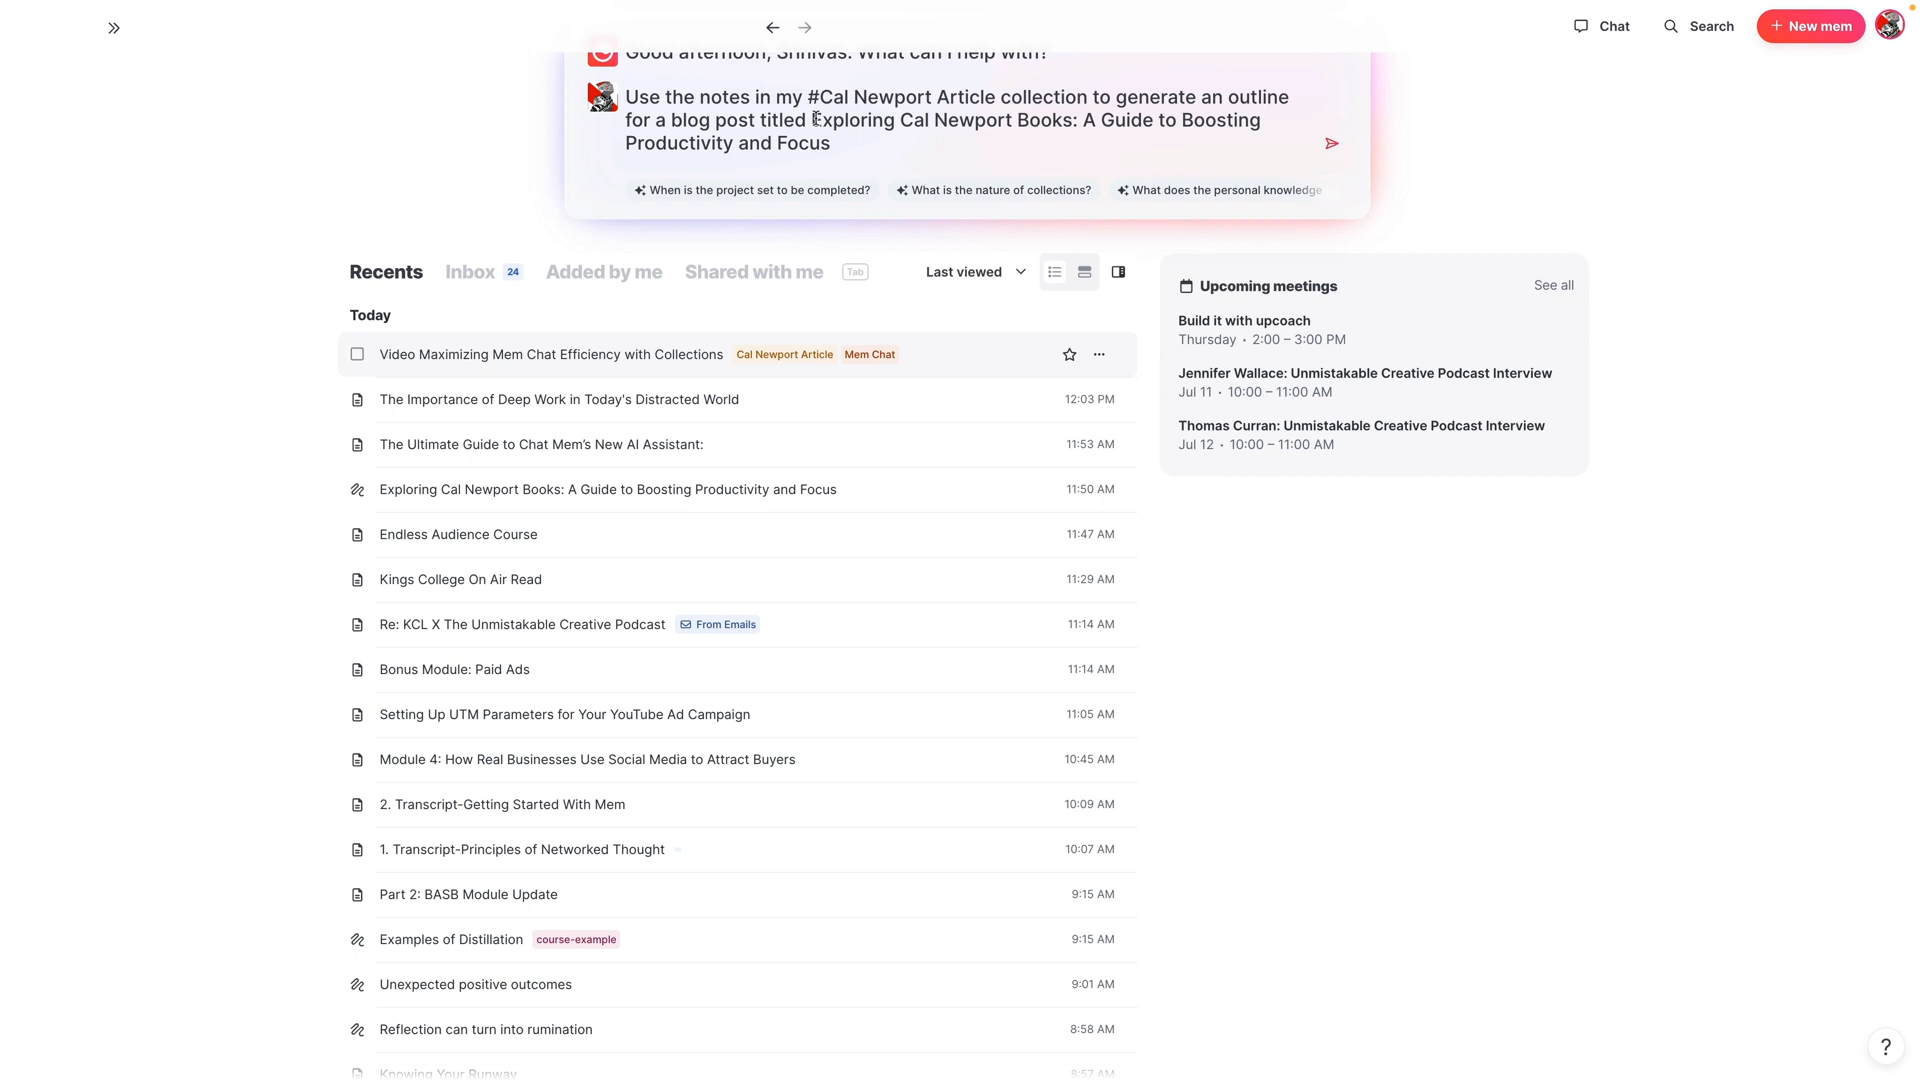 Chat
Search
New mem
Good afternoon, Shrivas. What can I help with?
Use the notes in my #Cal Newport Article collection to generate an outline
for a blog post titled Exploring Cal Newport Books: A Guide to Boosting
Productivity and Focus
When is the project set to be completed?
What is the nature of collections?
What does the personal knowledge
Recents
Inbox 24
Added by me
Shared with me
Tab
Last viewed
Today
Video Maximizing Mem Chat Efficiency with Collections Cal Newport Article Mem Chat
The Importance of Deep Work in Today's Distracted World 12:03 PM
The Ultimate Guide to Chat Mem’s New AI Assistant: 11:53 AM
Exploring Cal Newport Books: A Guide to Boosting Productivity and Focus 11:50 AM
Endless Audience Course 11:47 AM
Kings College On Air Read 11:29 AM
Re: KCL X The Unmistakable Creative Podcast From Emails 11:14 AM
Bonus Module: Paid Ads 11:14 AM
Setting Up UTM Parameters for Your YouTube Ad Campaign 11:05 AM
Module 4: How Real Businesses Use Social Media to Attract Buyers 10:45 AM
2. Transcript-Getting Started With Mem 10:09 AM
1. Transcript-Principles of Networked Thought 10:07 AM
Part 2: BASB Module Update 9:15 AM
Examples of Distillation course-example 9:15 AM
Unexpected positive outcomes 9:01 AM
Reflection can turn into rumination 8:58 AM
Knowing Your Runway 8:57 AM
Upcoming meetings See all
Build it with upcoach
Thursday • 2:00 – 3:00 PM
Jennifer Wallace: Unmistakable Creative Podcast Interview
Jul 11 • 10:00 – 11:00 AM
Thomas Curran: Unmistakable Creative Podcast Interview
Jul 12 • 10:00 – 11:00 AM
?